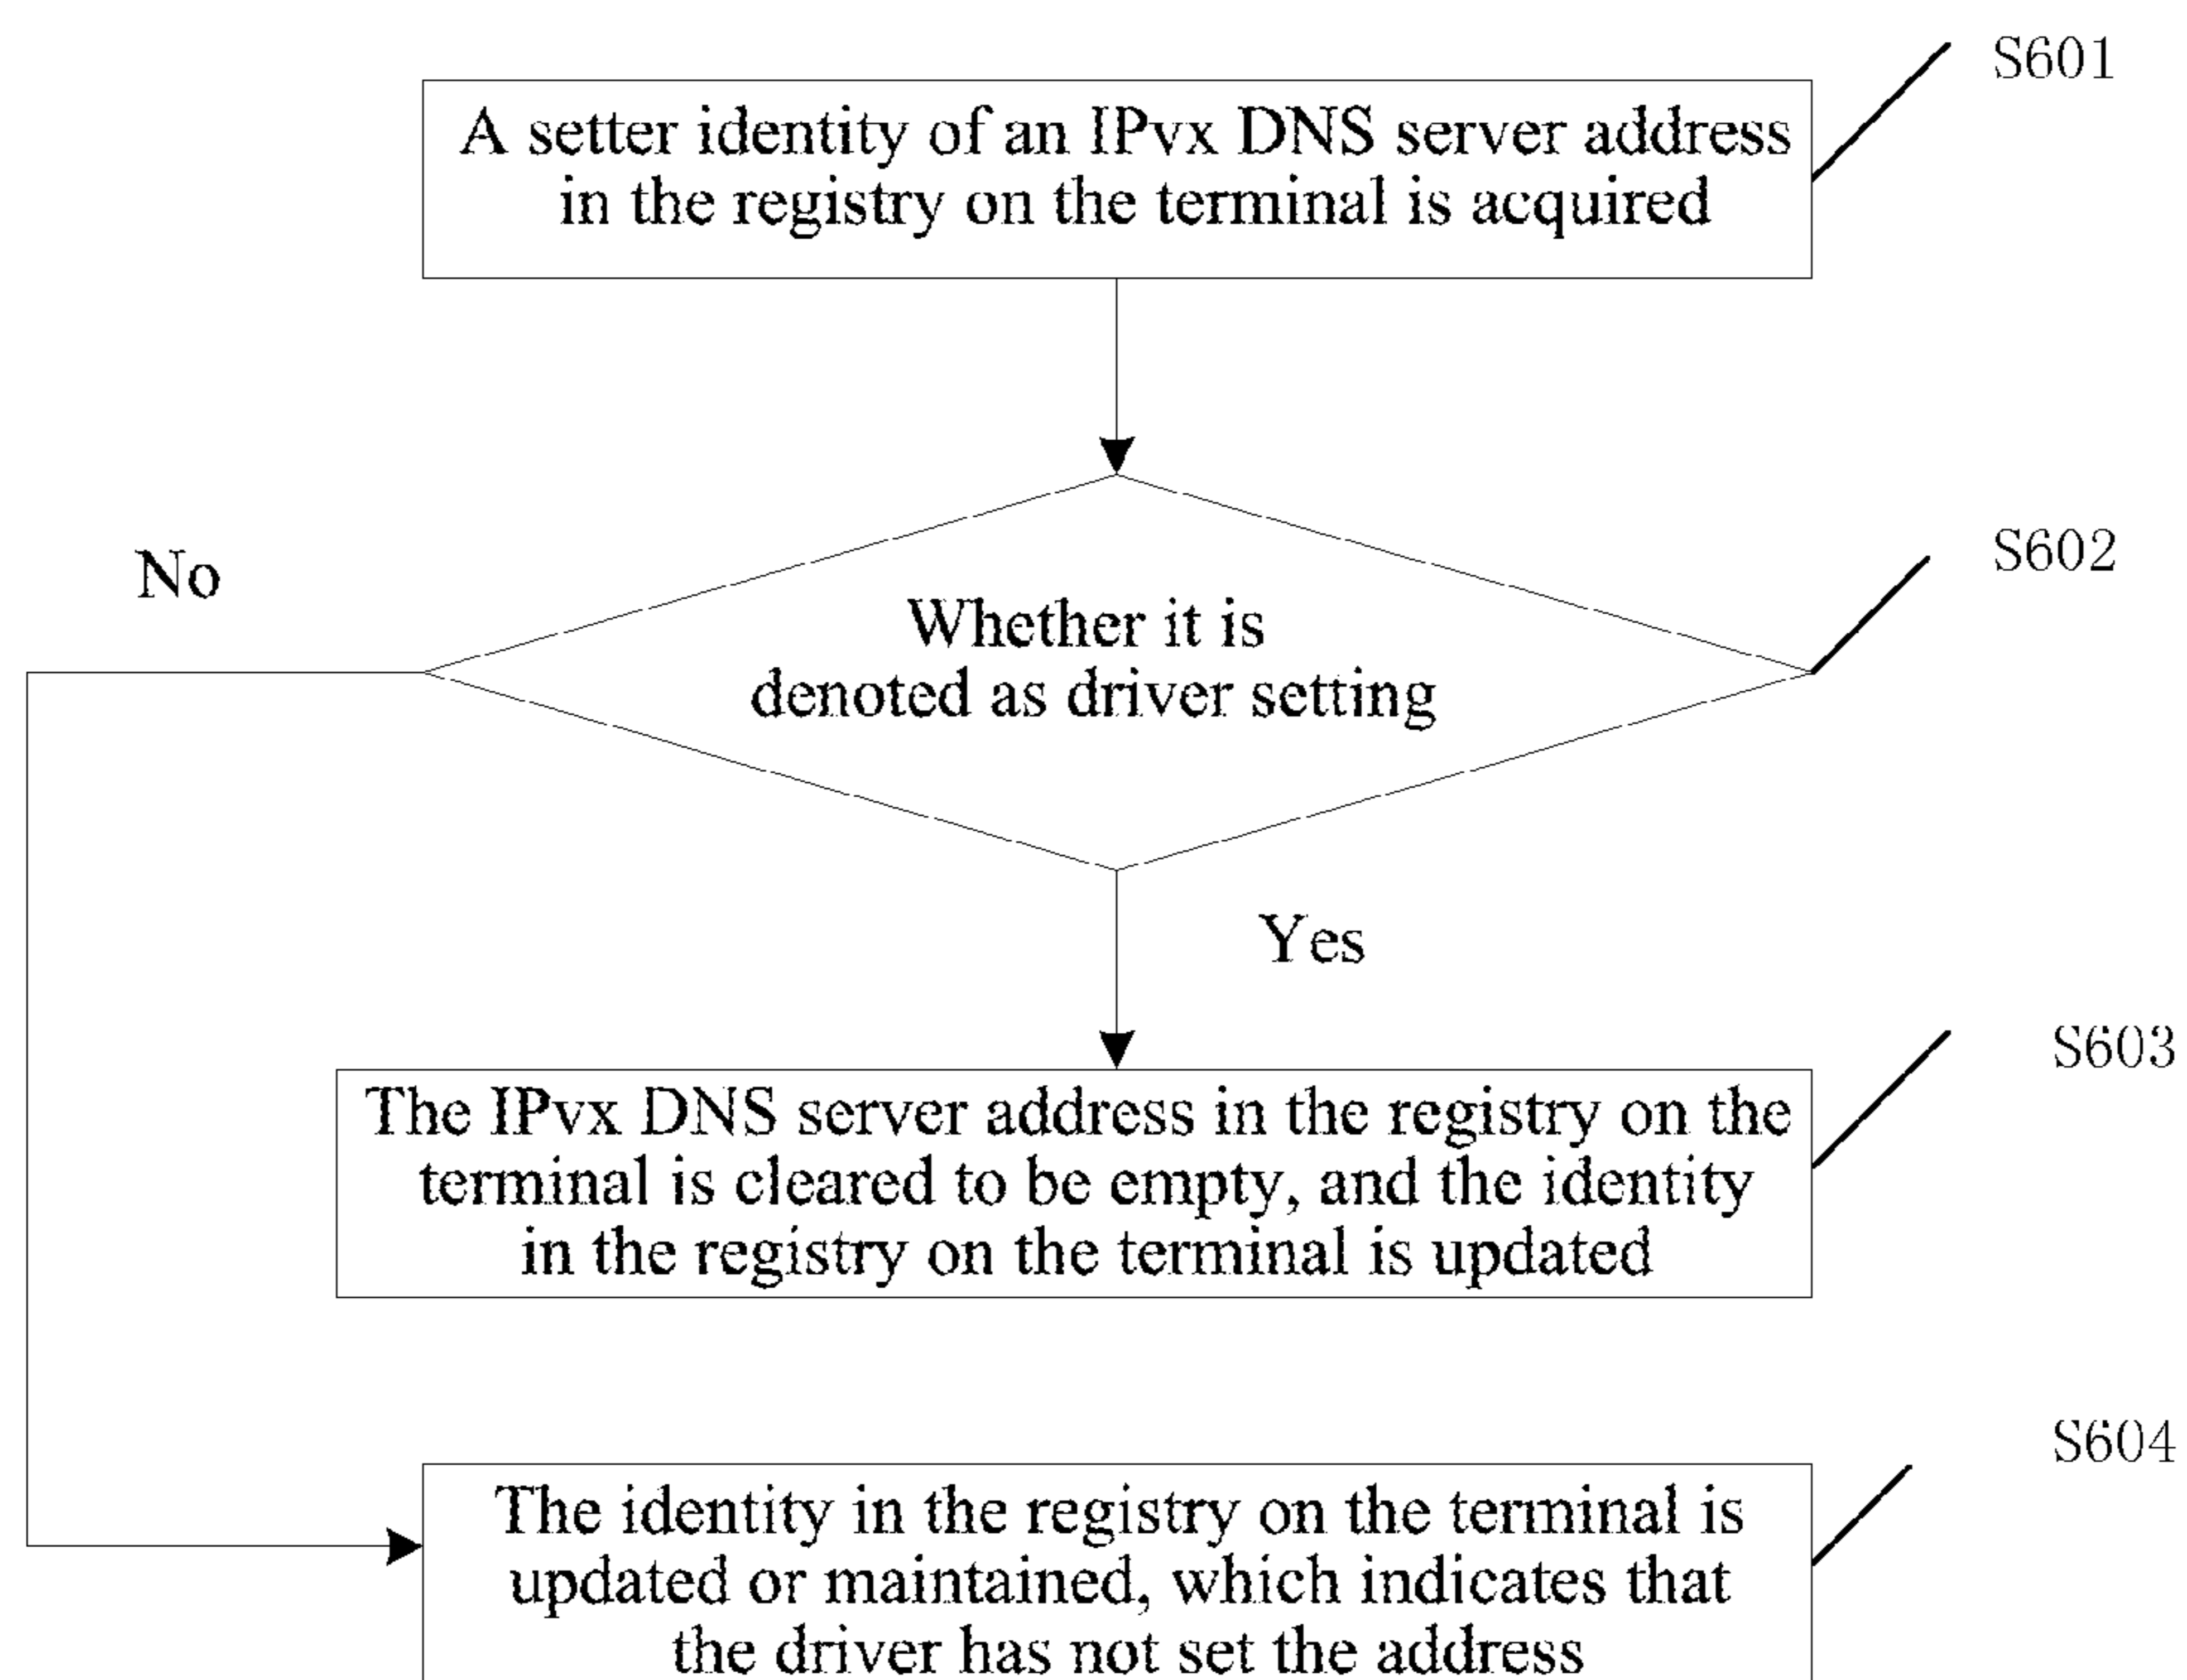 S601
A setter identity of an IPvx DNS server address
in the registry on the terminal is acquired
No
S602
Whether it is
denoted as driver setting
Yes
S603
The IPvx DNS server address in the registry on the
terminal is cleared to be empty, and the identity
in the registry on the terminal is updated
S604
The identity in the registry on the terminal is
updated or maintained, which indicates that
the driver has not set the address